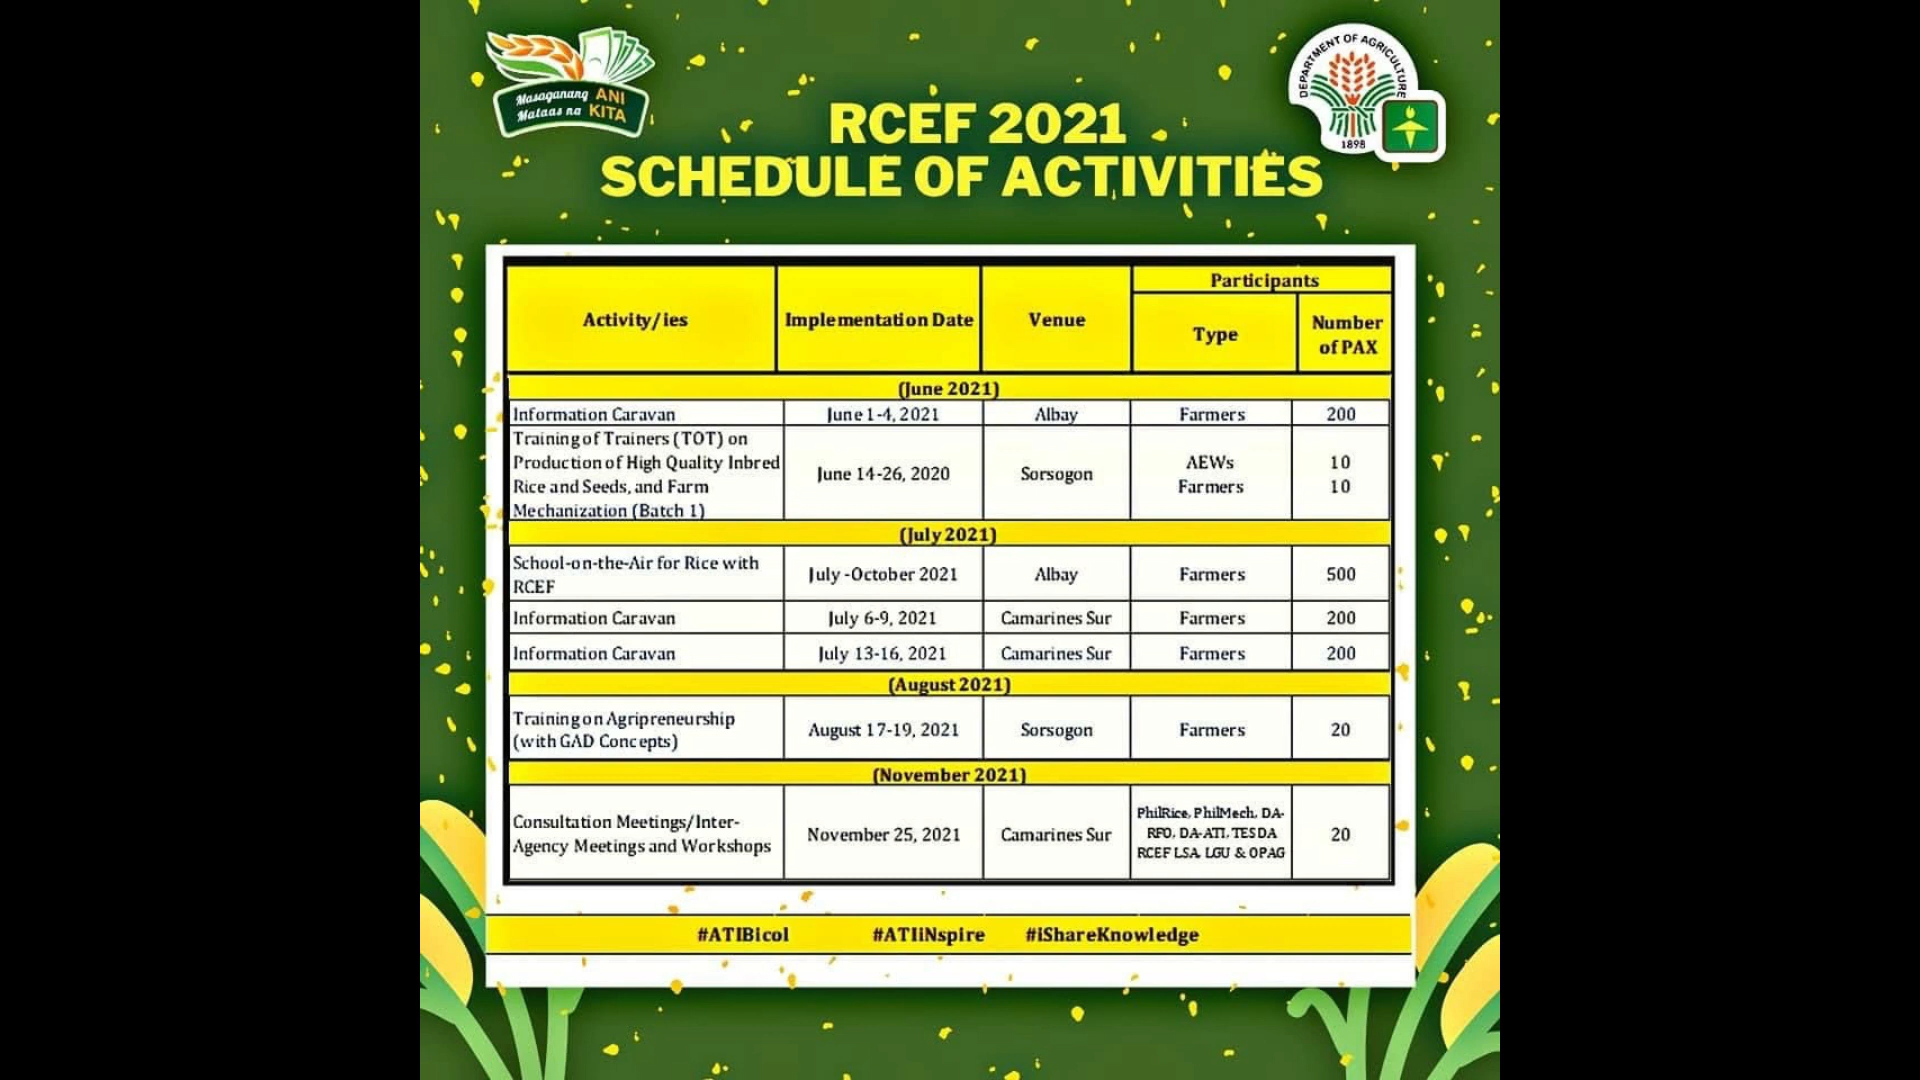 Masaganang ANI
Mataas na KITA
DEPARTMENT OF AGRICULTURE
1898
RCEF 2021
SCHEDULE OF ACTIVITIES
Activity/ies Implementation Date Venue Participants
Type Number of PAX
(June 2021)
Information Caravan June 1-4, 2021 Albay Farmers 200
Training of Trainers (TOT) on
Production of High Quality Inbred AEWs 10
June 14-26, 2020 Sorsogon
Rice and Seeds, and Farm Farmers 10
Mechanization (Batch 1)
(July 2021)
School-on-the-Air for Rice with
RCEF July -October 2021 Albay Farmers 500
Information Caravan July 6-9, 2021 Camarines Sur Farmers 200
Information Caravan July 13-16, 2021 Camarines Sur Farmers 200
(August 2021)
Training on Agripreneurship
(with GAD Concepts) August 17-19, 2021 Sorsogon Farmers 20
(November 2021)
Consultation Meetings/Inter-
Agency Meetings and Workshops November 25, 2021 Camarines Sur PhilRice, PhilMech, DA-
RFO, DA-ATI, TESDA
RCEF LSA, LGU & OPAG 20
#ATIBicol #ATIiNspire #iShareKnowledge